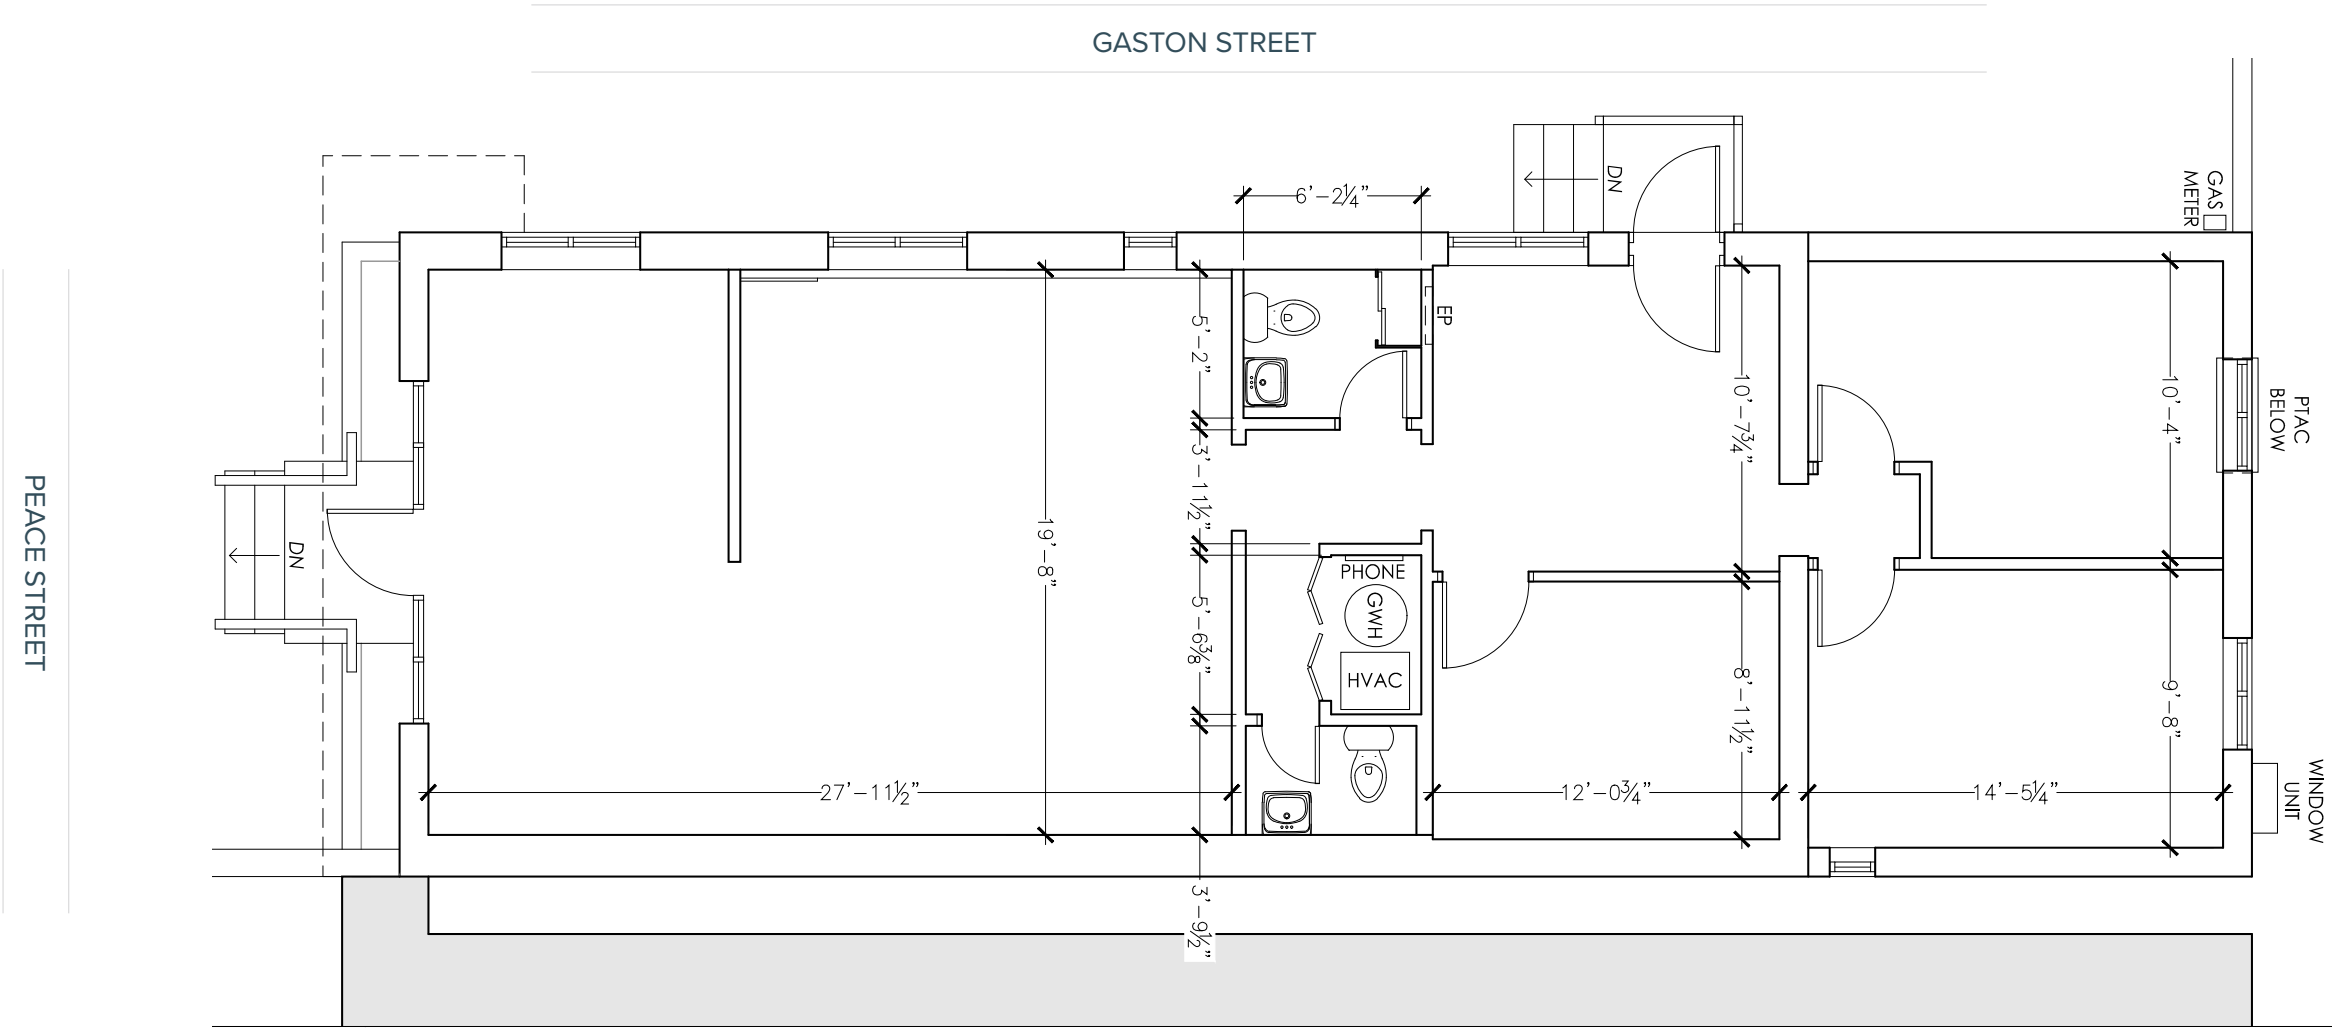 GASTON STREET
PEACE STREET
6'-2¼"
DN
GAS
METER
5'-2"
EP
10'-7¾"
10'-4"
PTAC
BELOW
3'-11½"
19'-8"
DN
PHONE
GWH
HVAC
5'-6⅜"
8'-11½"
9'-8"
27'-11½"
12'-0¾"
14'-5¼"
WINDOW
UNIT
3'-9½"